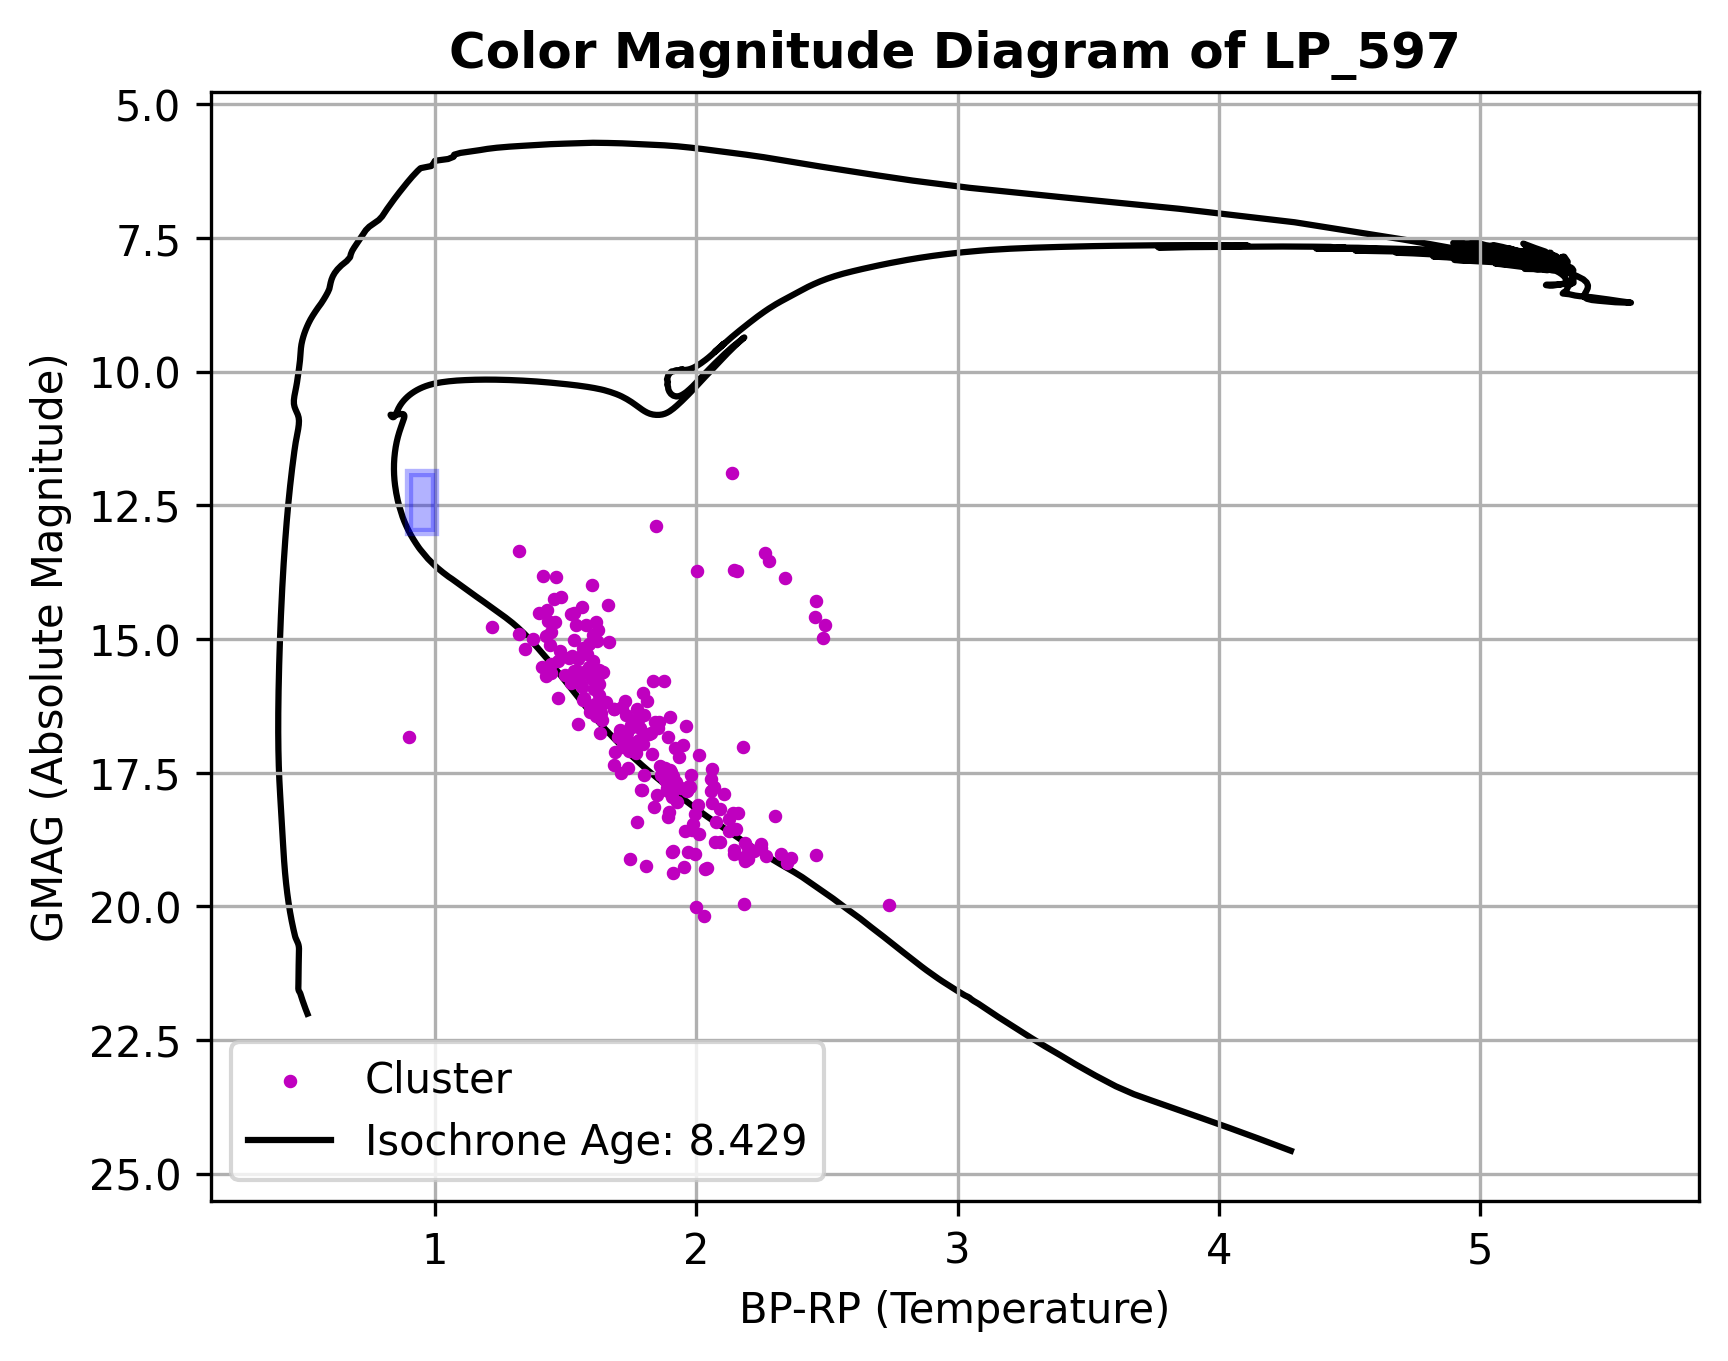 Color Magnitude Diagram of LP_597
GMAG (Absolute Magnitude)
5.0
7.5
10.0
12.5
15.0
17.5
20.0
22.5
25.0
Cluster
Isochrone Age: 8.429
1 2 3 4 5
BP-RP (Temperature)